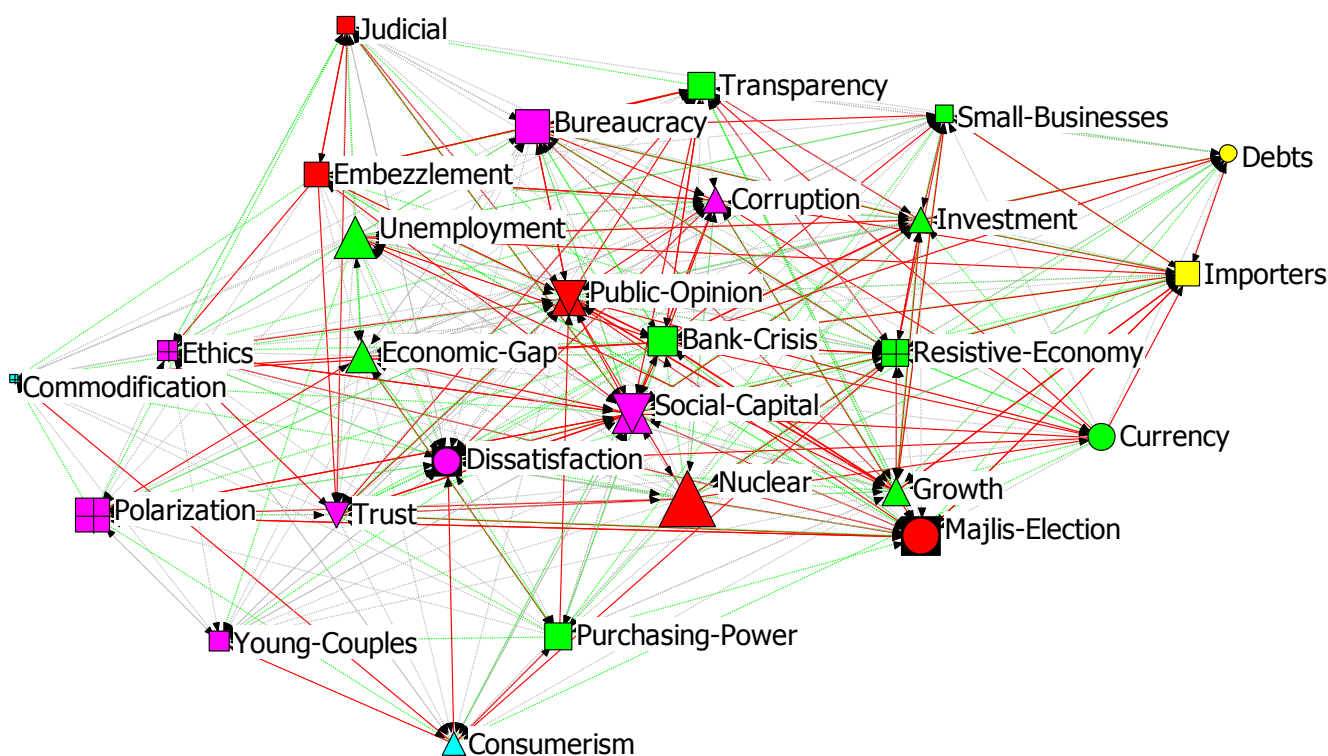 Judicial
Transparency
Small-Businesses
Bureaucracy
Debts
Embezzlement
Corruption
Investment
Unemployment
Importers
Public-Opinion
Bank-Crisis
Resistive-Economy
Ethics
Economic-Gap
Commodification
Social-Capital
Currency
Dissatisfaction
Nuclear
Growth
Polarization
Trust
Majlis-Election
Young-Couples
Purchasing-Power
Consumerism